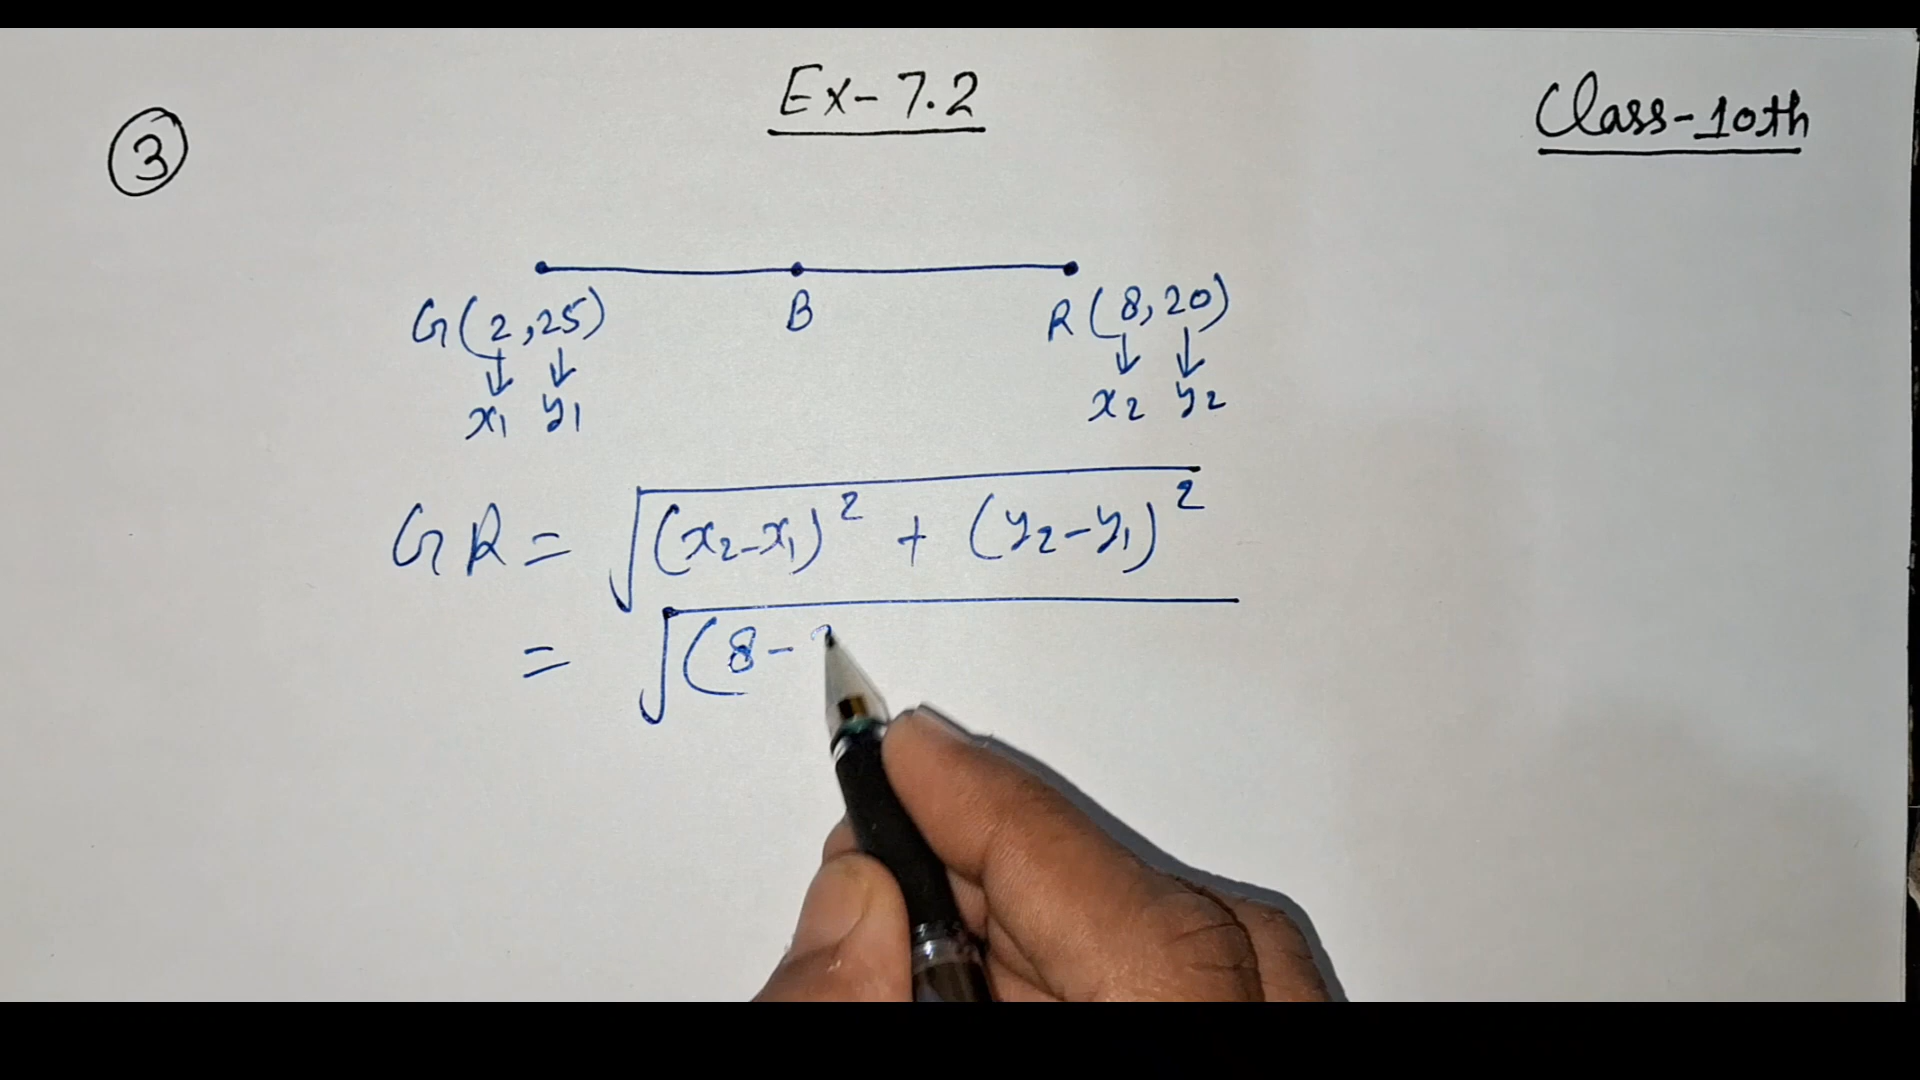 Ex-7.2
Class-10th
3
G(2,25)
B
R(8,20)
x₁ y₁
x₂ y₂
GR = √(x₂-x₁)² + (y₂-y₁)²
= √(8-